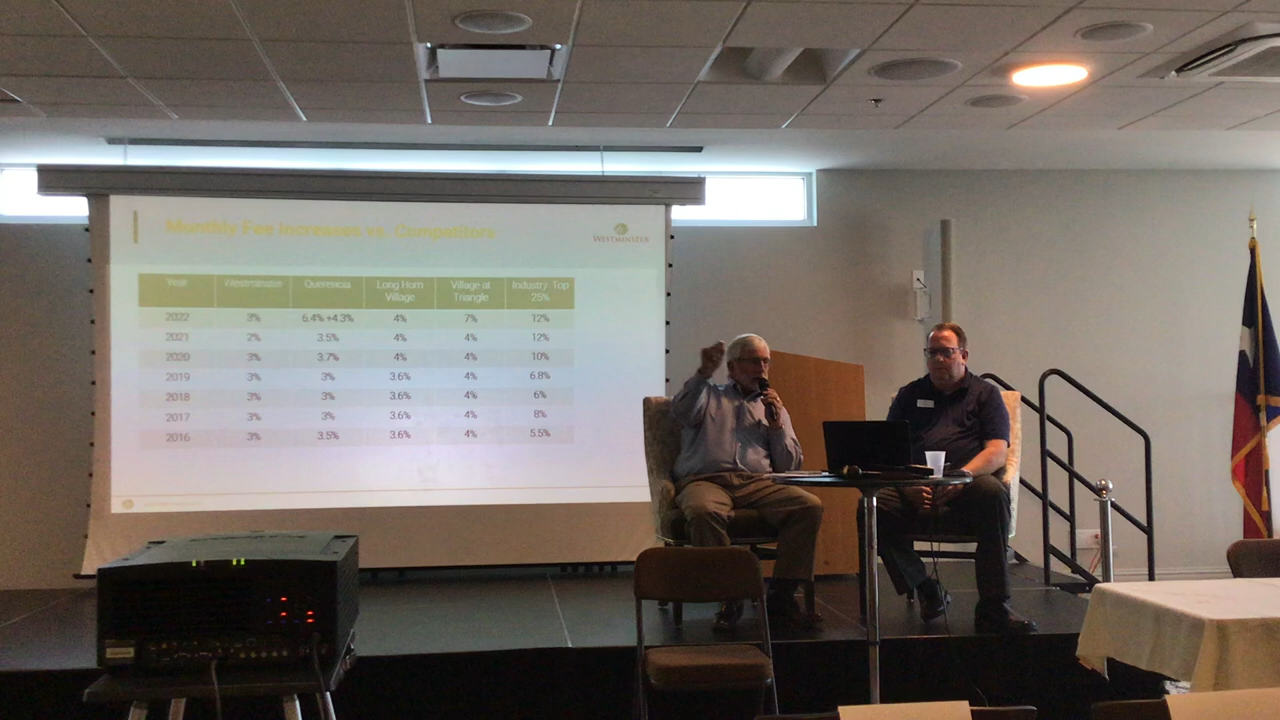 Monthly Fee Increases vs. Competitors
WESTMINSTER
Year Westminster Querencia Long Horn Village Village at Triangle Industry Top 25%
2022 3% 6.4% +4.3% 4% 7% 12%
2021 2% 3.5% 4% 4% 12%
2020 3% 3.7% 4% 4% 10%
2019 3% 3% 3.6% 4% 6.8%
2018 3% 3% 3.6% 4% 6%
2017 3% 3% 3.6% 4% 8%
2016 3% 3.5% 3.6% 4% 5.5%